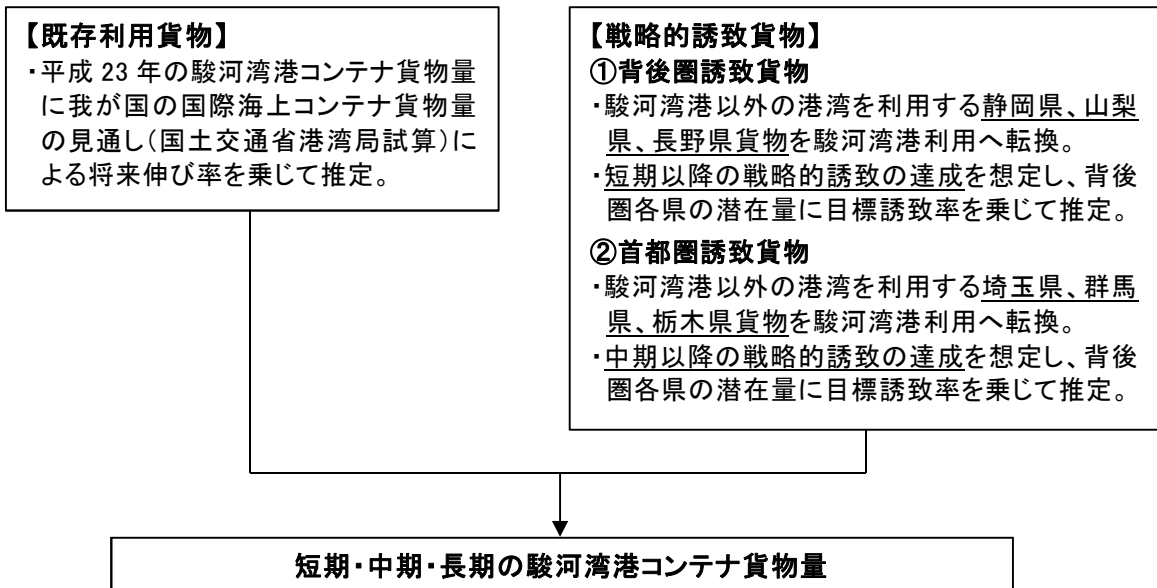 【既存利用貨物】
・平成 23 年の駿河湾港コンテナ貨物量
に我が国の国際海上コンテナ貨物量
の見通し(国土交通省港湾局試算)に
よる将来伸び率を乗じて推定。
【戦略的誘致貨物】
①背後圏誘致貨物
・駿河湾港以外の港湾を利用する静岡県、山梨
県、長野県貨物を駿河湾港利用へ転換。
・短期以降の戦略的誘致の達成を想定し、背後
圏各県の潜在量に目標誘致率を乗じて推定。
②首都圏誘致貨物
・駿河湾港以外の港湾を利用する埼玉県、群馬
県、栃木県貨物を駿河湾港利用へ転換。
・中期以降の戦略的誘致の達成を想定し、背後
圏各県の潜在量に目標誘致率を乗じて推定。
短期・中期・長期の駿河湾港コンテナ貨物量